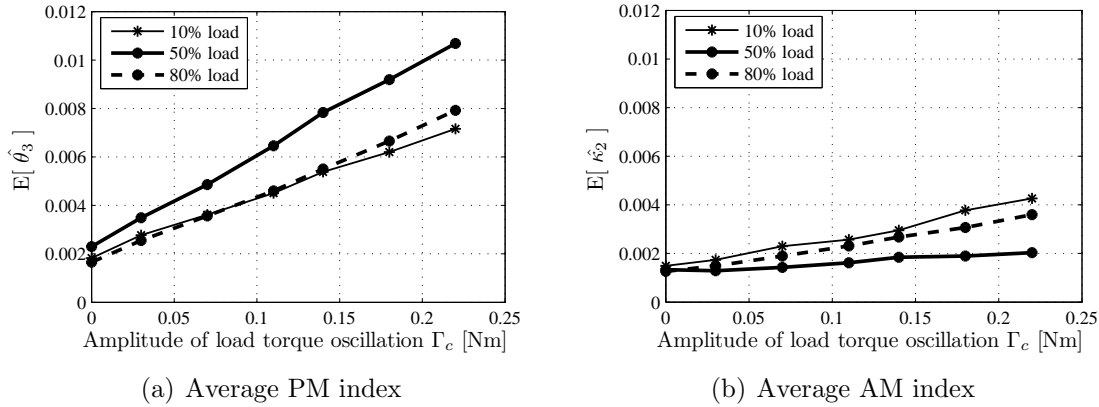 0.012
0.01
0.008
0.006
0.004
0.002
0
E[ θ̂₃ ]
10% load
50% load
80% load
0 0.05 0.1 0.15 0.2 0.25
Amplitude of load torque oscillation Γ_c [Nm]
(a) Average PM index
0.012
0.01
0.008
0.006
0.004
0.002
0
E[ κ̂₂ ]
10% load
50% load
80% load
0 0.05 0.1 0.15 0.2 0.25
Amplitude of load torque oscillation Γ_c [Nm]
(b) Average AM index